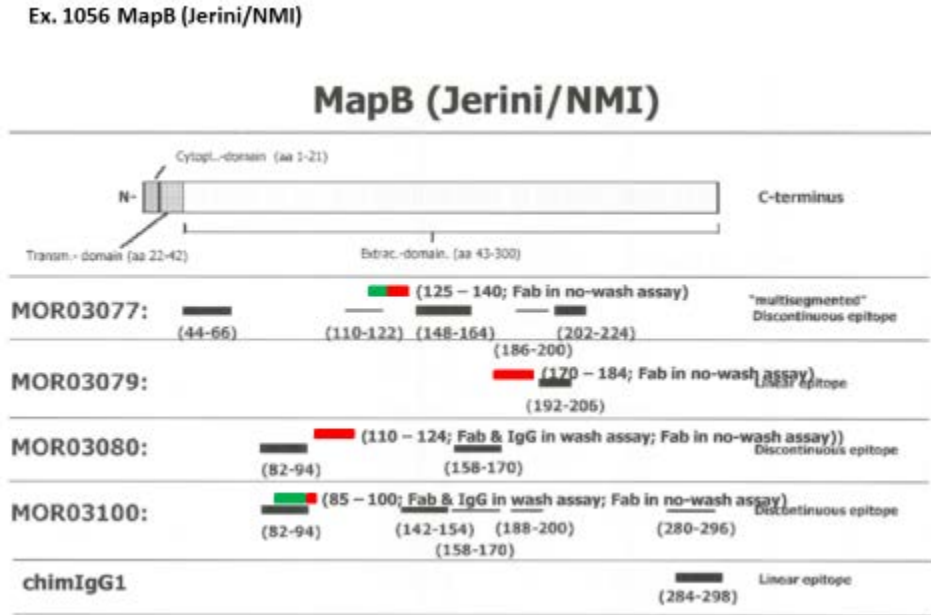 Ex. 1056 MapB (Jerini/NMI)
MapB (Jerini/NMI)
Cytopl..-domain (aa 1-21)
N-
C-terminus
Transm.- domain (aa 22-42)
Extrac.-domain. (aa 43-300)
(125 – 140; Fab in no-wash assay)
MOR03077:
"multisegmented"
Discontinuous epitope
(44-66)
(110-122)
(148-164)
(202-224)
(186-200)
(170 – 184; Fab in no-wash assay)
MOR03079:
Linear epitope
(192-206)
(110 – 124; Fab & IgG in wash assay; Fab in no-wash assay))
MOR03080:
Discontinuous epitope
(82-94)
(158-170)
(85 – 100; Fab & IgG in wash assay; Fab in no-wash assay)
MOR03100:
Discontinuous epitope
(82-94)
(142-154)
(188-200)
(280-296)
(158-170)
chimIgG1
Linear epitope
(284-298)